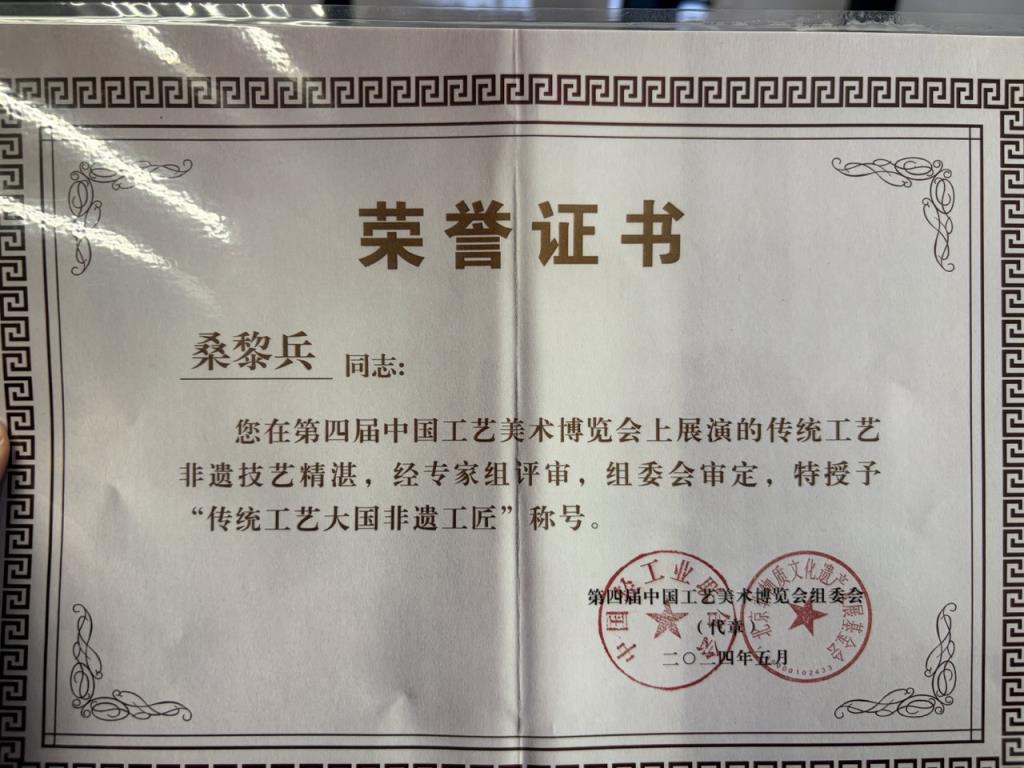 荣誉证书
桑黎兵 同志:
您在第四届中国工艺美术博览会上展演的传统工艺
非遗技艺精湛，经专家组评审，组委会审定，特授予
“传统工艺大国非遗工匠”称号。
第四届中国工艺美术博览会组委会
（代章）
二〇二四年五月